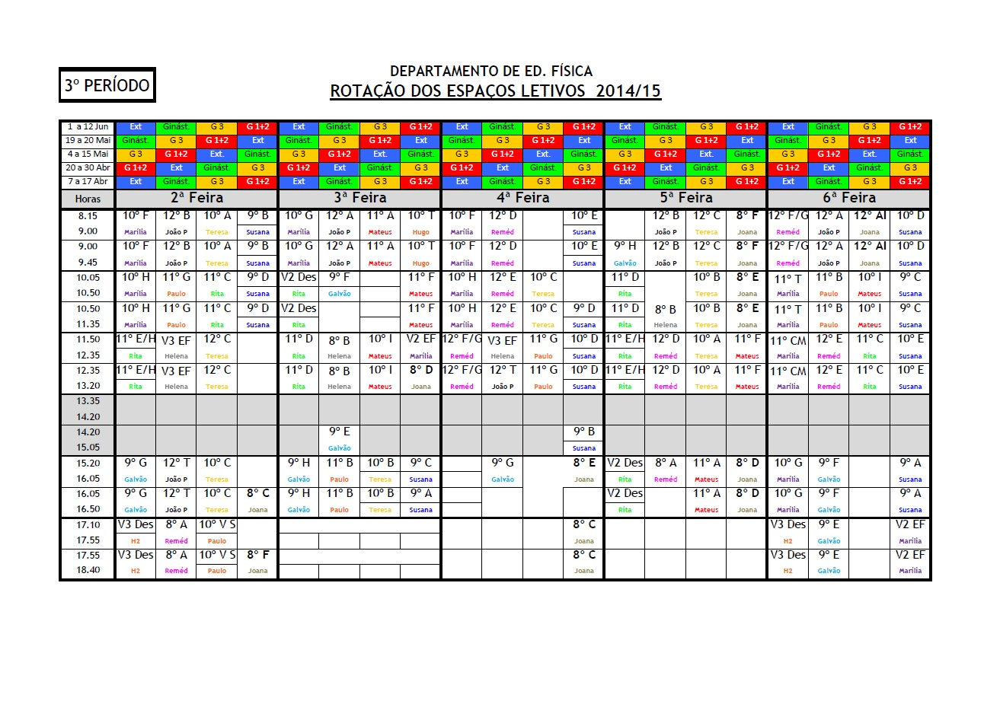 DEPARTAMENTO DE ED. FÍSICA
3º PERÍODO
ROTAÇÃO DOS ESPAÇOS LETIVOS 2014/15
1 a 12 Jun Ext Ginást. G 3 G 1+2 Ext Ginást. G 3 G 1+2 Ext Ginást. G 3 G 1+2 Ext Ginást. G 3 G 1+2 Ext Ginást. G 3 G 1+2
19 a 20 Mai Ginást. G 3 G 1+2 Ext Ginást. G 3 G 1+2 Ext Ginást. G 3 G 1+2 Ext Ginást. G 3 G 1+2 Ext Ginást. G 3 G 1+2 Ext
4 a 15 Mai G 3 G 1+2 Ext. Ginást. G 3 G 1+2 Ext. Ginást. G 3 G 1+2 Ext. Ginást. G 3 G 1+2 Ext. Ginást. G 3 G 1+2 Ext. Ginást.
20 a 30 Abr G 1+2 Ext Ginást. G 3 G 1+2 Ext Ginást. G 3 G 1+2 Ext Ginást. G 3 G 1+2 Ext Ginást. G 3 G 1+2 Ext Ginást. G 3
7 a 17 Abr Ext Ginást. G 3 G 1+2 Ext Ginást. G 3 G 1+2 Ext Ginást. G 3 G 1+2 Ext Ginást. G 3 G 1+2 Ext Ginást. G 3 G 1+2
Horas 2ª Feira 3ª Feira 4ª Feira 5ª Feira 6ª Feira
8.15 10º F 12º B 10º A 9º B 10º G 12º A 11º A 10º T 10º F 12º D 10º E 12º B 12º C 8º F 12º F/G 12º A 12º AI 10º D
9.00 Marília João P Teresa Susana Marília João P Mateus Hugo Marília Reméd Susana João P Teresa Joana Reméd João P Joana Susana
9.00 10º F 12º B 10º A 9º B 10º G 12º A 11º A 10º T 10º F 12º D 10º E 9º H 12º B 12º C 8º F 12º F/G 12º A 12º AI 10º D
9.45 Marília João P Teresa Susana Marília João P Mateus Hugo Marília Reméd Susana Galvão João P Teresa Joana Reméd João P Joana Susana
10.05 10º H 11º G 11º C 9º D V2 Des 9º F 11º F 10º H 12º E 10º C 11º D 10º B 8º E 11º T 11º B 10º I 9º C
10.50 Marília Paulo Rita Susana Rita Galvão Mateus Marília Reméd Teresa Rita Teresa Joana Marília Paulo Mateus Susana
10.50 10º H 11º G 11º C 9º D V2 Des 11º F 10º H 12º E 10º C 9º D 11º D 8º B 10º B 8º E 11º T 11º B 10º I 9º C
11.35 Marília Paulo Rita Susana Rita Mateus Marília Reméd Teresa Susana Rita Helena Teresa Joana Marília Paulo Mateus Susana
11.50 11º E/H V3 EF 12º C 11º D 8º B 10º I V2 EF 12º F/G V3 EF 11º G 10º D 11º E/H 12º D 10º A 11º F 11º CM 12º E 11º C 10º E
12.35 Rita Helena Teresa Rita Helena Mateus Marília Reméd Helena Paulo Susana Rita Reméd Teresa Mateus Marília Reméd Rita Susana
12.35 11º E/H V3 EF 12º C 11º D 8º B 10º I 8º D 12º F/G 12º T 11º G 10º D 11º E/H 12º D 10º A 11º F 11º CM 12º E 11º C 10º E
13.20 Rita Helena Teresa Rita Helena Mateus Joana Reméd João P Paulo Susana Rita Reméd Teresa Mateus Marília Reméd Rita Susana
13.35
14.20
14.20 9º E 9º B
15.05 Galvão Susana
15.20 9º G 12º T 10º C 9º H 11º B 10º B 9º C 9º G 8º E V2 Des 8º A 11º A 8º D 10º G 9º F 9º A
16.05 Galvão João P Teresa Galvão Paulo Teresa Susana Galvão Joana Rita Reméd Mateus Joana Marília Galvão Susana
16.05 9º G 12º T 10º C 8º C 9º H 11º B 10º B 9º A V2 Des 11º A 8º D 10º G 9º F 9º A
16.50 Galvão João P Teresa Joana Galvão Paulo Teresa Susana Rita Mateus Joana Marília Galvão Susana
17.10 V3 Des 8º A 10º V S 8º C V3 Des 9º E V2 EF
17.55 H2 Reméd Paulo Joana H2 Galvão Marília
17.55 V3 Des 8º A 10º V S 8º F 8º C V3 Des 9º E V2 EF
18.40 H2 Reméd Paulo Joana Joana H2 Galvão Marília